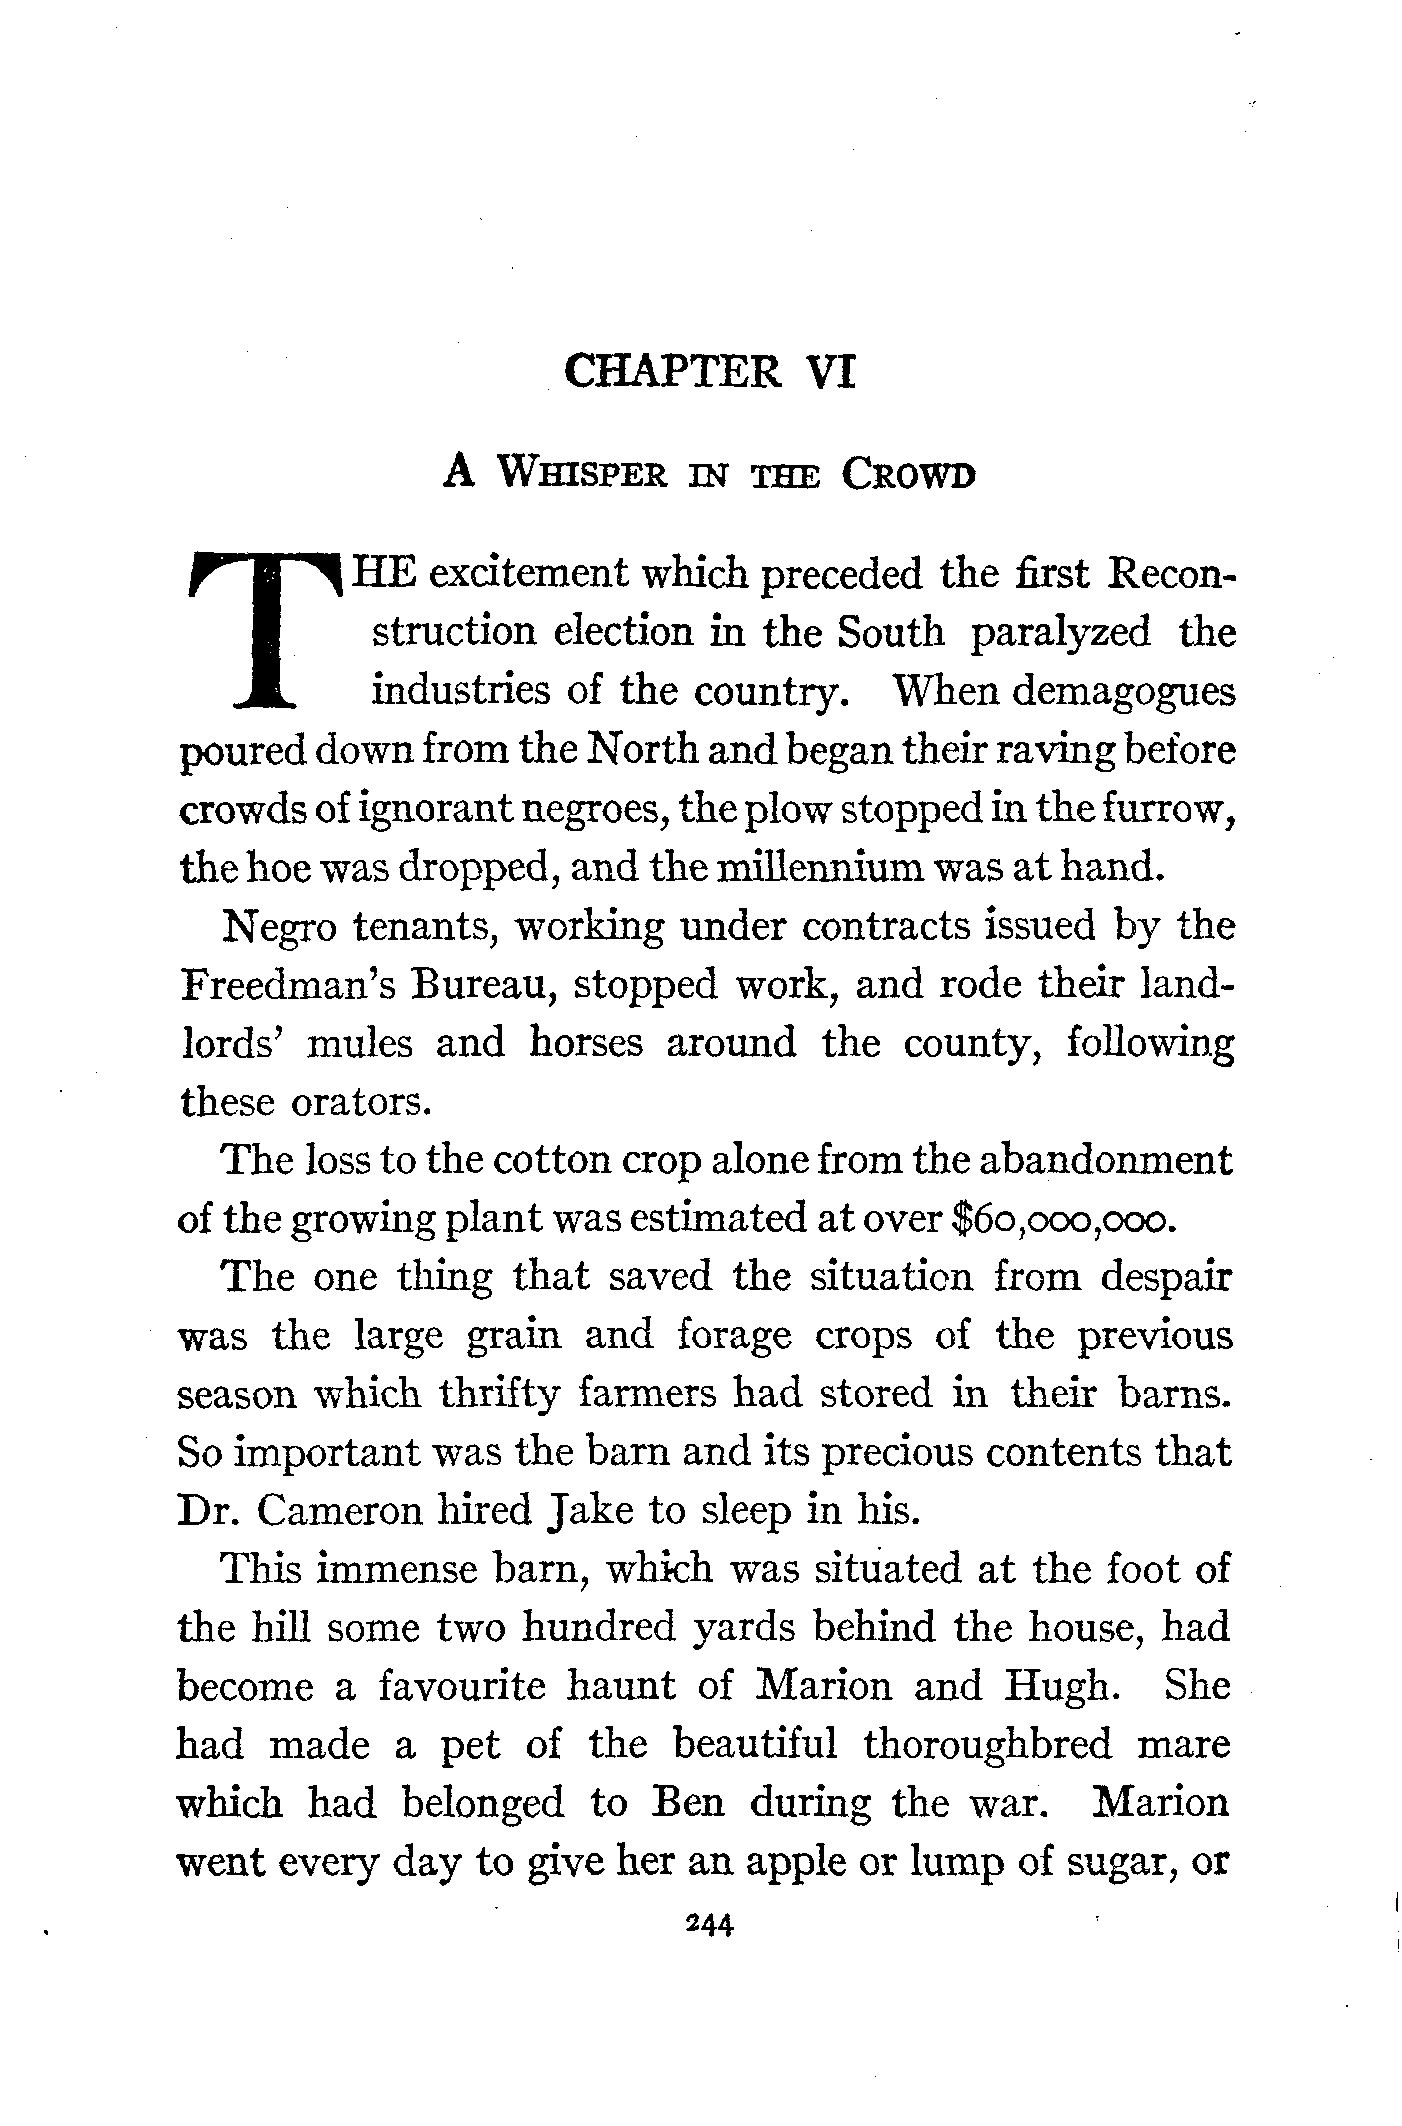 CHAPTER VI
A WHISPER IN THE CROWD
THE excitement which preceded the first Recon-
struction election in the South paralyzed the
industries of the country. When demagogues
poured down from the North and began their raving before
crowds of ignorant negroes, the plow stopped in the furrow,
the hoe was dropped, and the millennium was at hand.
Negro tenants, working under contracts issued by the
Freedman's Bureau, stopped work, and rode their land-
lords' mules and horses around the county, following
these orators.
The loss to the cotton crop alone from the abandonment
of the growing plant was estimated at over $60,000,000.
The one thing that saved the situation from despair
was the large grain and forage crops of the previous
season which thrifty farmers had stored in their barns.
So important was the barn and its precious contents that
Dr. Cameron hired Jake to sleep in his.
This immense barn, which was situated at the foot of
the hill some two hundred yards behind the house, had
become a favourite haunt of Marion and Hugh. She
had made a pet of the beautiful thoroughbred mare
which had belonged to Ben during the war. Marion
went every day to give her an apple or lump of sugar, or
244